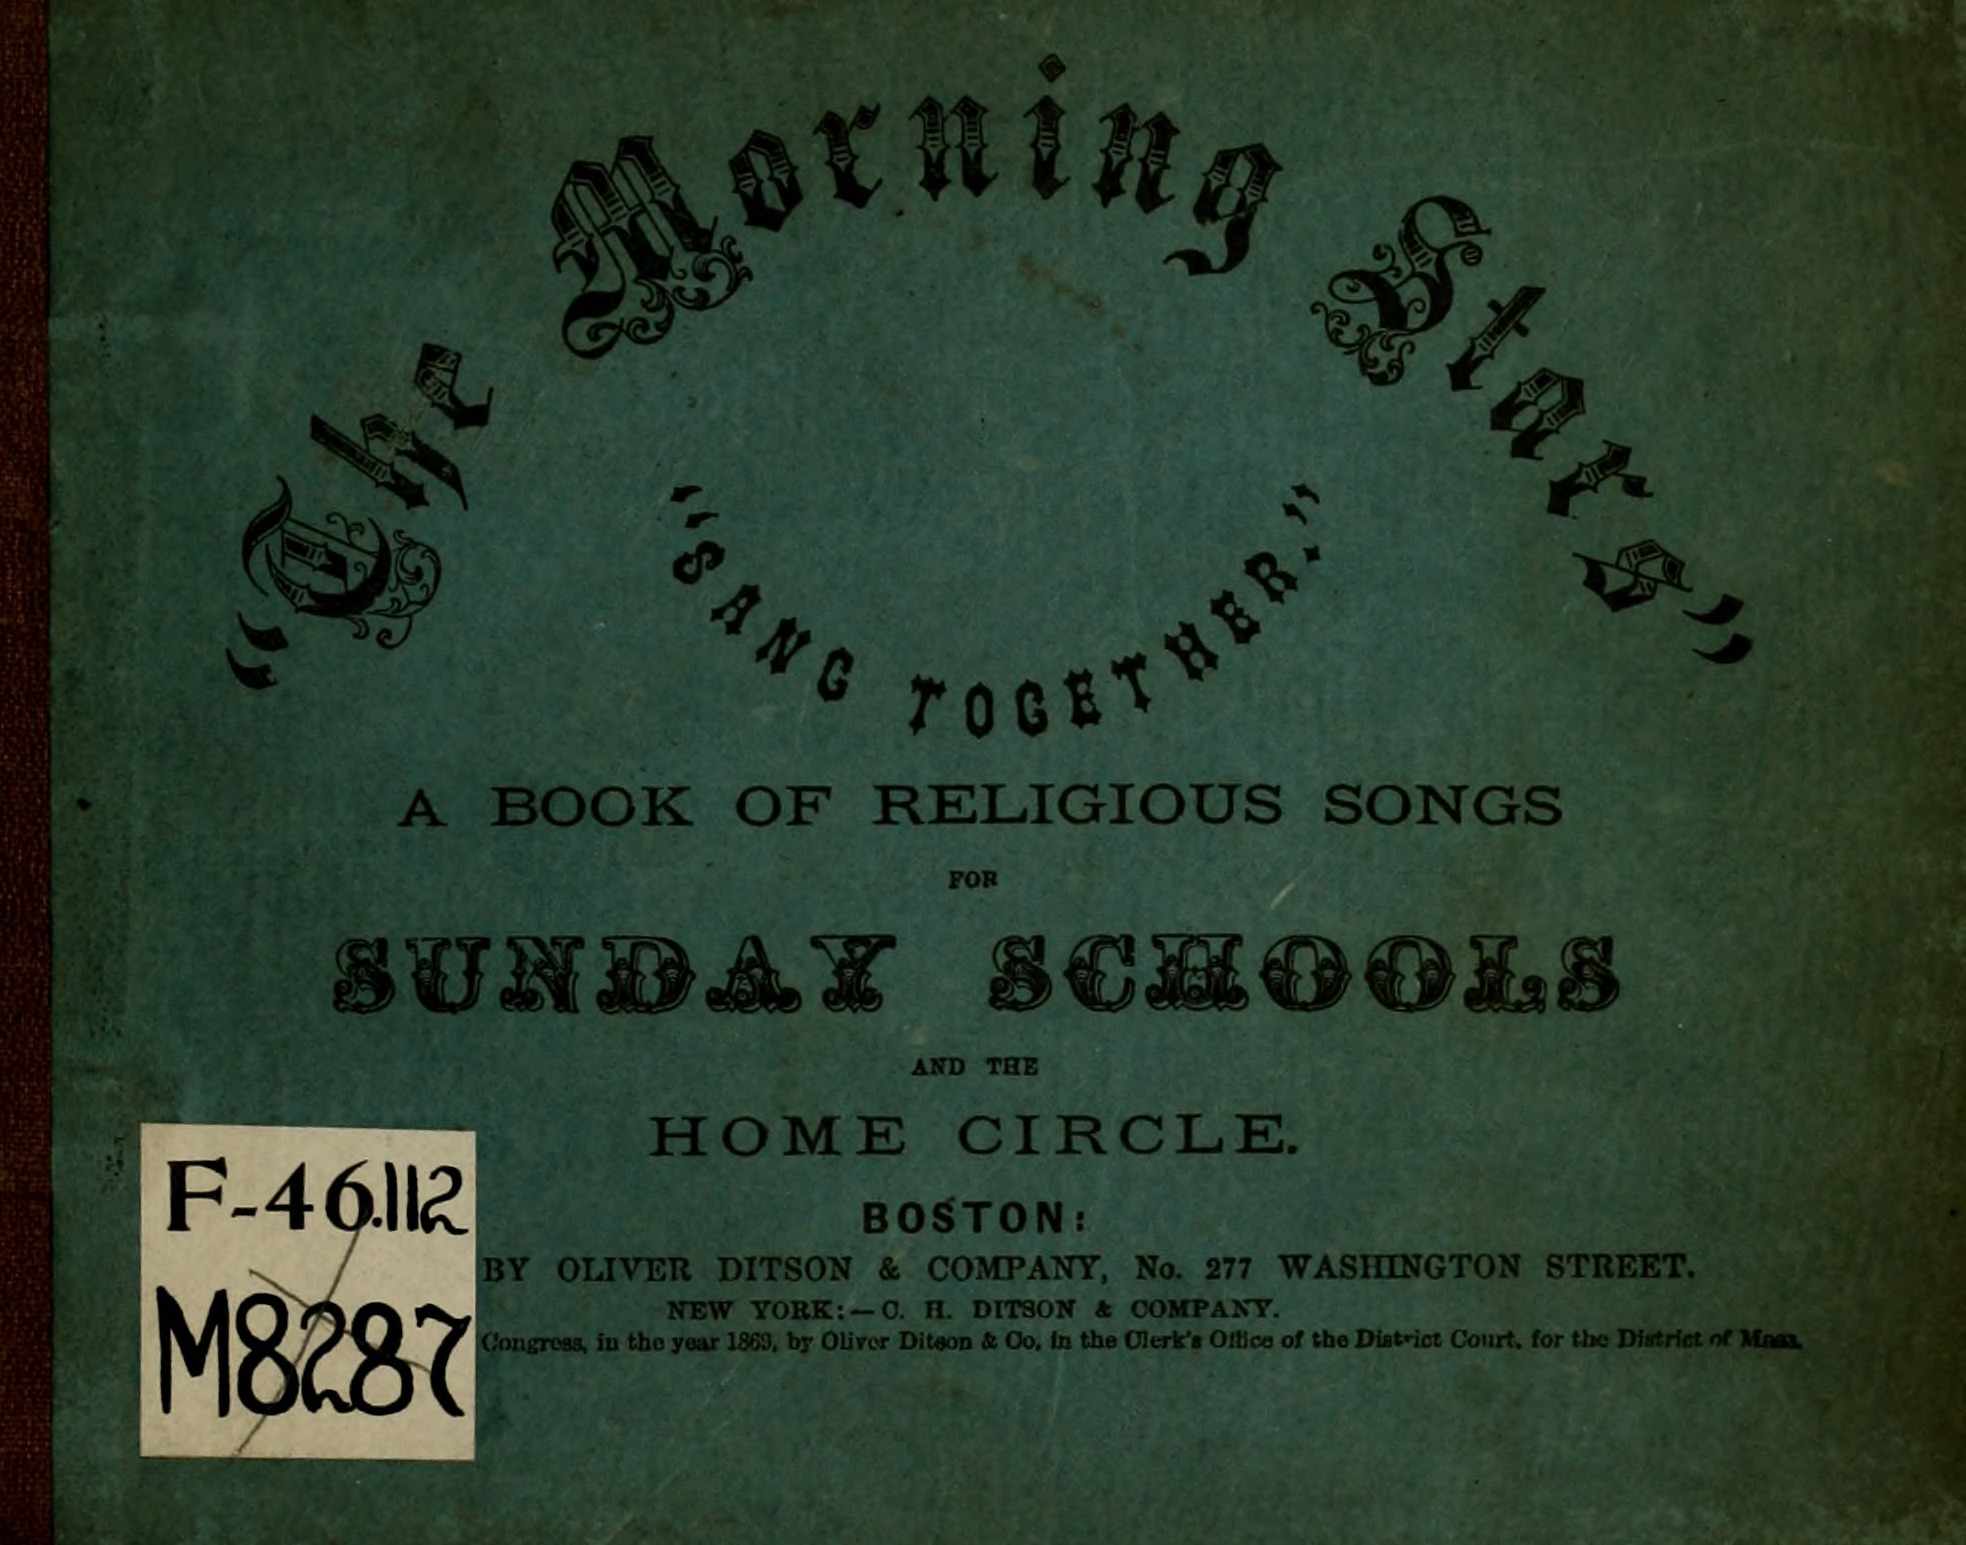 "The Morning Stars"
"SANG TOGETHER."
A BOOK OF RELIGIOUS SONGS
FOR
SUNDAY SCHOOLS
AND THE
HOME CIRCLE.
BOSTON:
BY OLIVER DITSON & COMPANY, No. 277 WASHINGTON STREET.
NEW YORK:—C. H. DITSON & COMPANY.
Congress, in the year 1869, by Oliver Ditson & Co, in the Clerk's Office of the District Court, for the District of Mass.
F-46.112
M8287